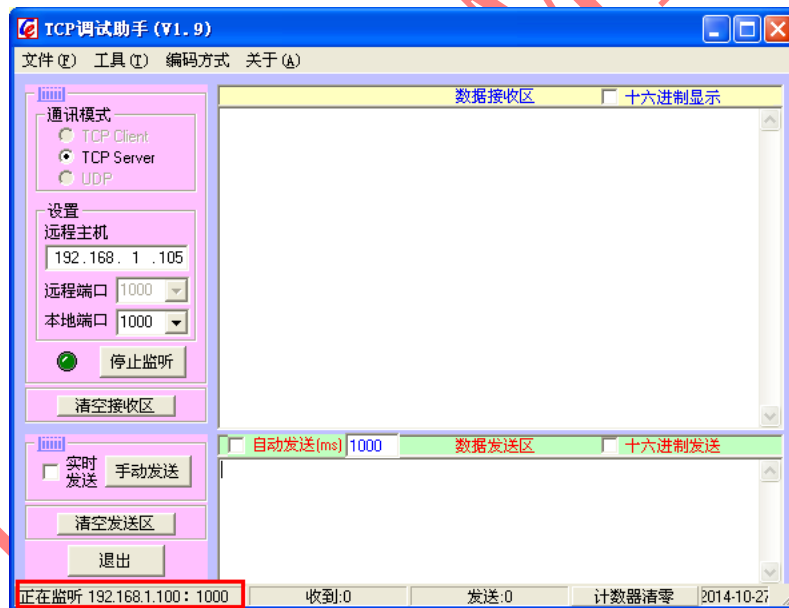 TCP调试助手(V1.9)
文件(F) 工具(T) 编码方式 关于(A)
通讯模式
TCP Client
TCP Server
UDP
设置
远程主机
192.168. 1 .105
远程端口 1000
本地端口 1000
停止监听
清空接收区
数据接收区 十六进制显示
自动发送(ms) 1000 数据发送区 十六进制发送
实时
发送
手动发送
清空发送区
退出
正在监听 192.168.1.100：1000 收到:0 发送:0 计数器清零 2014-10-27